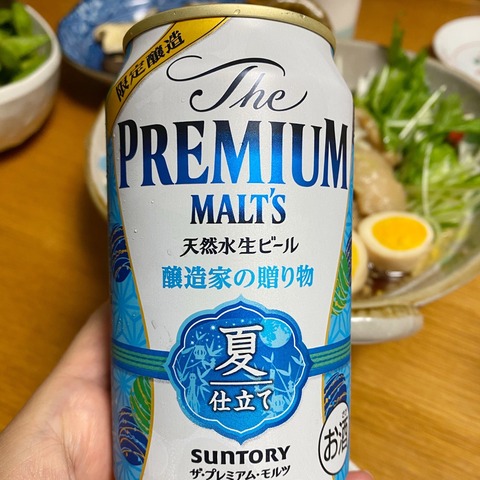 限定醸造
The
PREMIUM
MALT'S
天然水生ビール
醸造家の贈り物
夏
仕立て
お酒
SUNTORY
ザ・プレミアム・モルツ